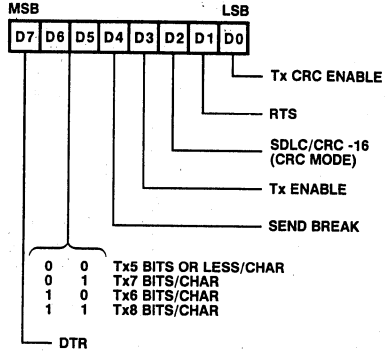 MSB LSB
D7 D6 D5 D4 D3 D2 D1 D0
Tx CRC ENABLE
RTS
SDLC/CRC -16
(CRC MODE)
Tx ENABLE
SEND BREAK
0 0 Tx5 BITS OR LESS/CHAR
0 1 Tx7 BITS/CHAR
1 0 Tx6 BITS/CHAR
1 1 Tx8 BITS/CHAR
DTR